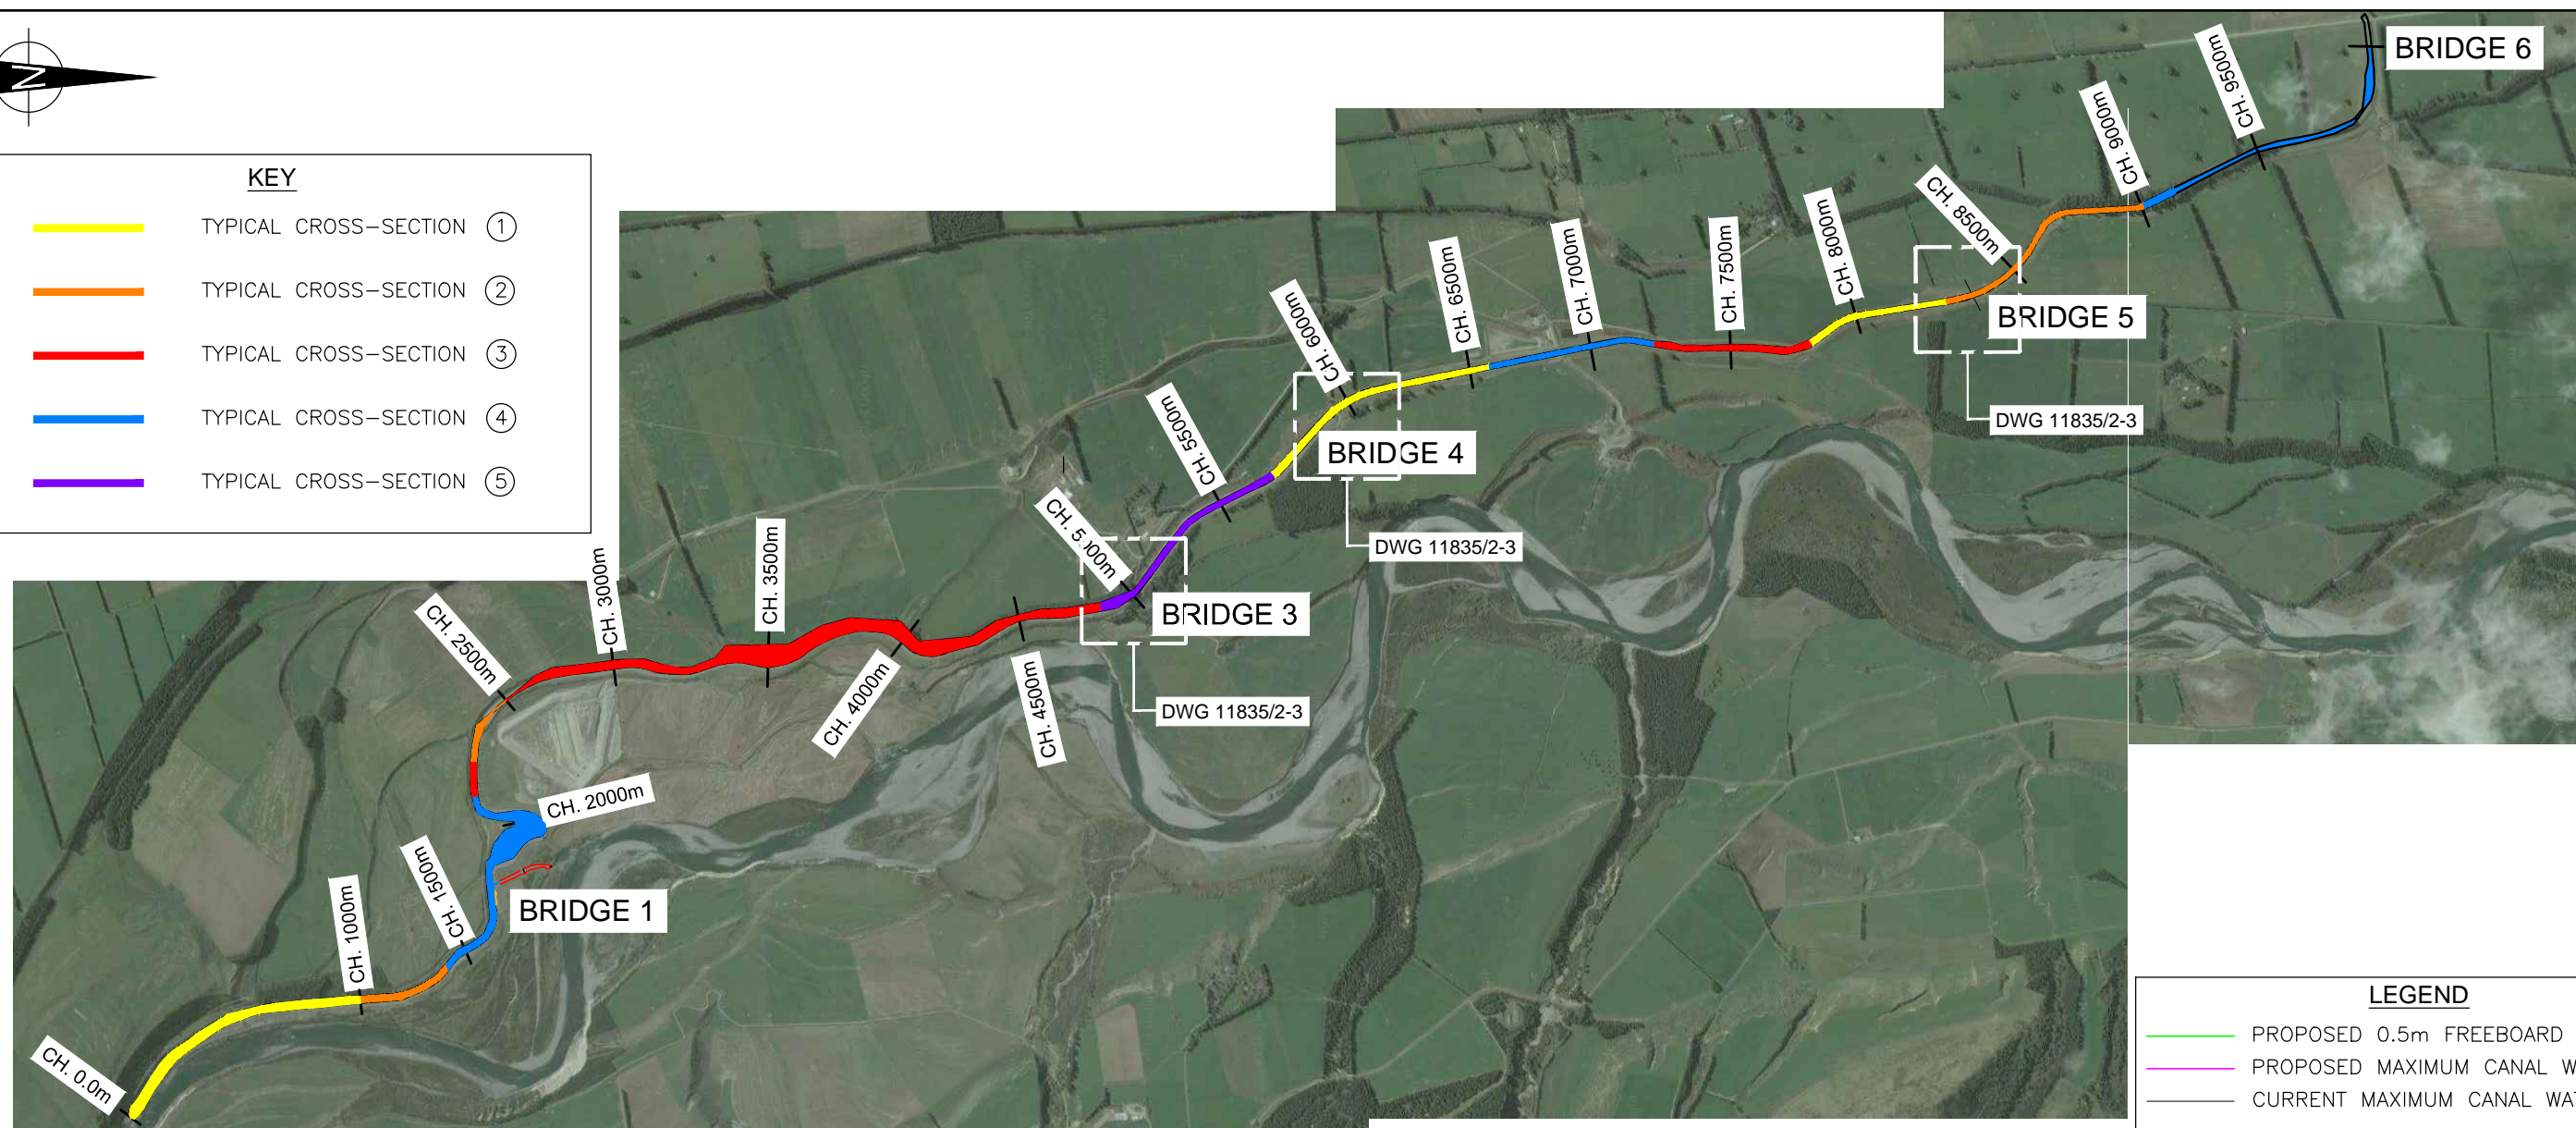 N
KEY
TYPICAL CROSS-SECTION 1
TYPICAL CROSS-SECTION 2
TYPICAL CROSS-SECTION 3
TYPICAL CROSS-SECTION 4
TYPICAL CROSS-SECTION 5
CH. 0.0m
CH. 1000m
CH. 1500m
BRIDGE 1
CH. 2000m
CH. 2500m
CH. 3000m
CH. 3500m
CH. 4000m
CH. 4500m
CH. 5000m
BRIDGE 3
DWG 11835/2-3
CH. 5500m
CH. 6000m
BRIDGE 4
DWG 11835/2-3
CH. 6500m
CH. 7000m
CH. 7500m
CH. 8000m
CH. 8500m
BRIDGE 5
DWG 11835/2-3
CH. 9000m
CH. 9500m
BRIDGE 6
LEGEND
PROPOSED 0.5m FREEBOARD
PROPOSED MAXIMUM CANAL W
CURRENT MAXIMUM CANAL WA